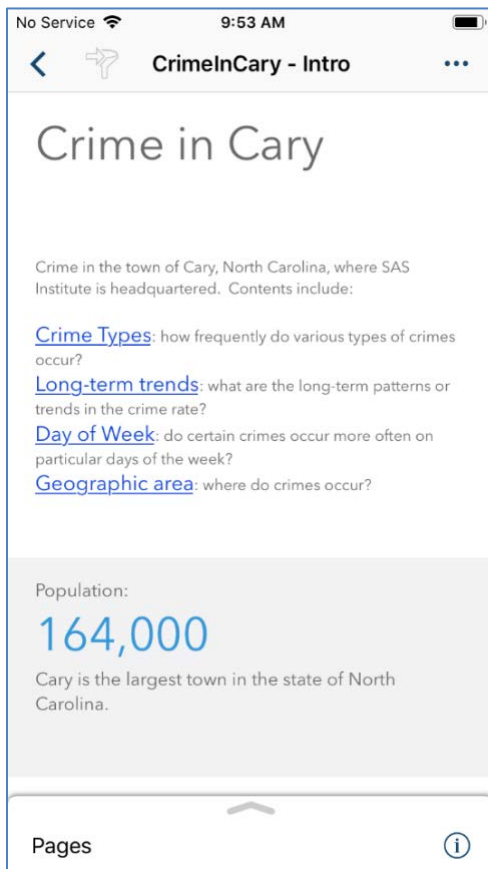 No Service 9:53 AM
CrimeInCary - Intro
Crime in Cary
Crime in the town of Cary, North Carolina, where SAS
Institute is headquartered. Contents include:
Crime Types: how frequently do various types of crimes
occur?
Long-term trends: what are the long-term patterns or
trends in the crime rate?
Day of Week: do certain crimes occur more often on
particular days of the week?
Geographic area: where do crimes occur?
Population:
164,000
Cary is the largest town in the state of North
Carolina.
Pages